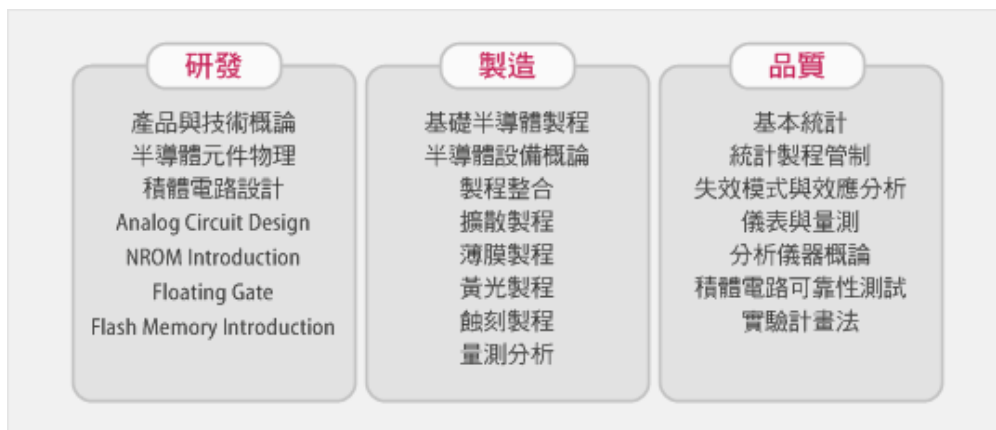 研發
產品與技術概論
半導體元件物理
積體電路設計
Analog Circuit Design
NROM Introduction
Floating Gate
Flash Memory Introduction
製造
基礎半導體製程
半導體設備概論
製程整合
擴散製程
薄膜製程
黃光製程
蝕刻製程
量測分析
品質
基本統計
統計製程管制
失效模式與效應分析
儀表與量測
分析儀器概論
積體電路可靠性測試
實驗計畫法